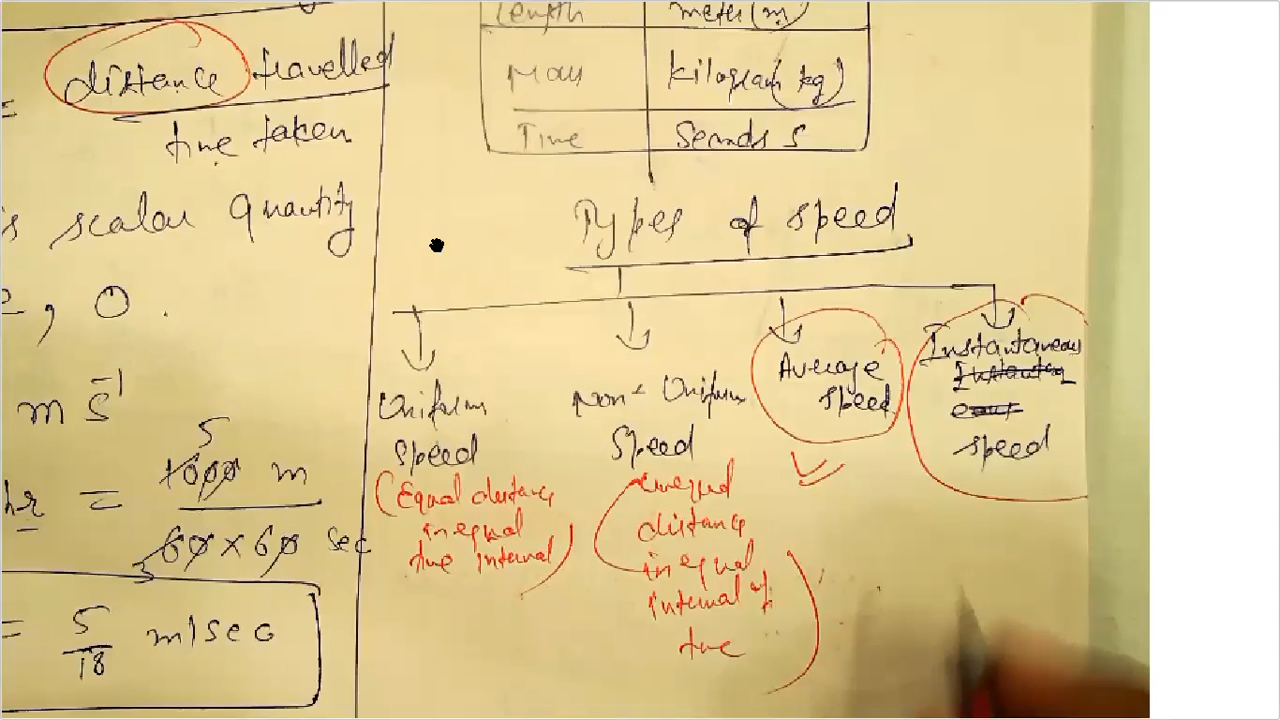 = distance travelled
time taken
is scalar quantity
, 0.
m s⁻¹
hr = 1000 m
5
60 × 60 sec
3
= 5/18 m/sec
Length meter (m)
Mass kilogram (kg)
Time Seconds s
Types of speed
Uniform
Speed
(Equal distance
in equal
time interval)
Non-Uniform
Speed
(unequal
distance
in equal
interval of
time)
Average
Speed
Instantaneous
speed